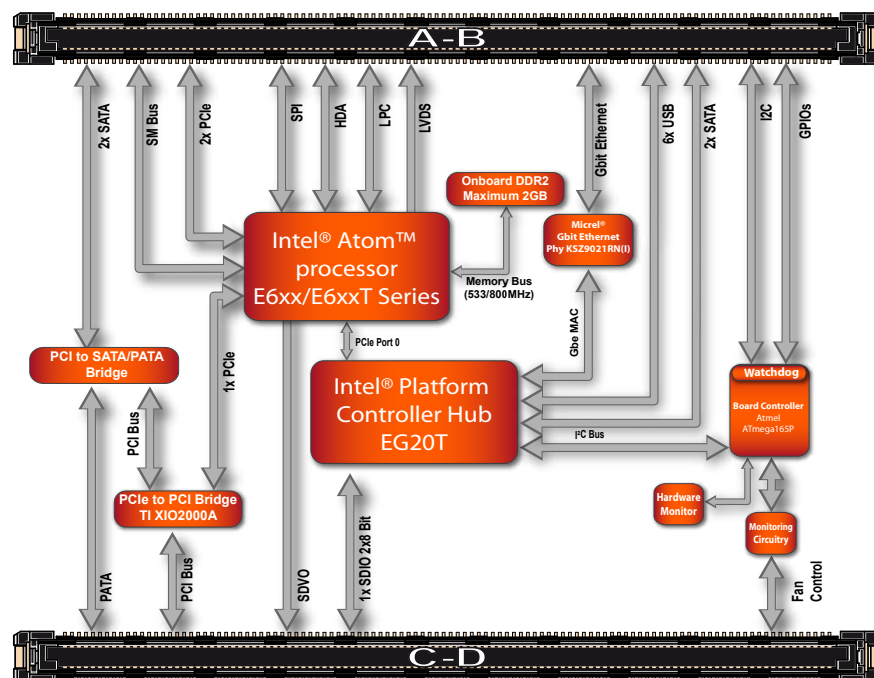 A-B
2x SATA
SM Bus
2x PCIe
SPI
HDA
LPC
LVDS
Gbit Ethernet
6x USB
2x SATA
I2C
GPIOs
Onboard DDR2
Maximum 2GB
Intel® Atom™
processor
E6xx/E6xxT Series
Micrel®
Gbit Ethernet
Phy KSZ9021RN(I)
Memory Bus
(533/800MHz)
PCIe Port 0
Gbe MAC
PCI to SATA/PATA
Bridge
1x PCIe
Intel® Platform
Controller Hub
EG20T
Watchdog
Board Controller
Atmel
ATmega165P
I²C Bus
PCI Bus
PCIe to PCI Bridge
TI XIO2000A
Hardware
Monitor
Monitoring
Circuitry
PATA
PCI Bus
SDVO
1x SDIO 2x8 Bit
Fan
Control
C-D